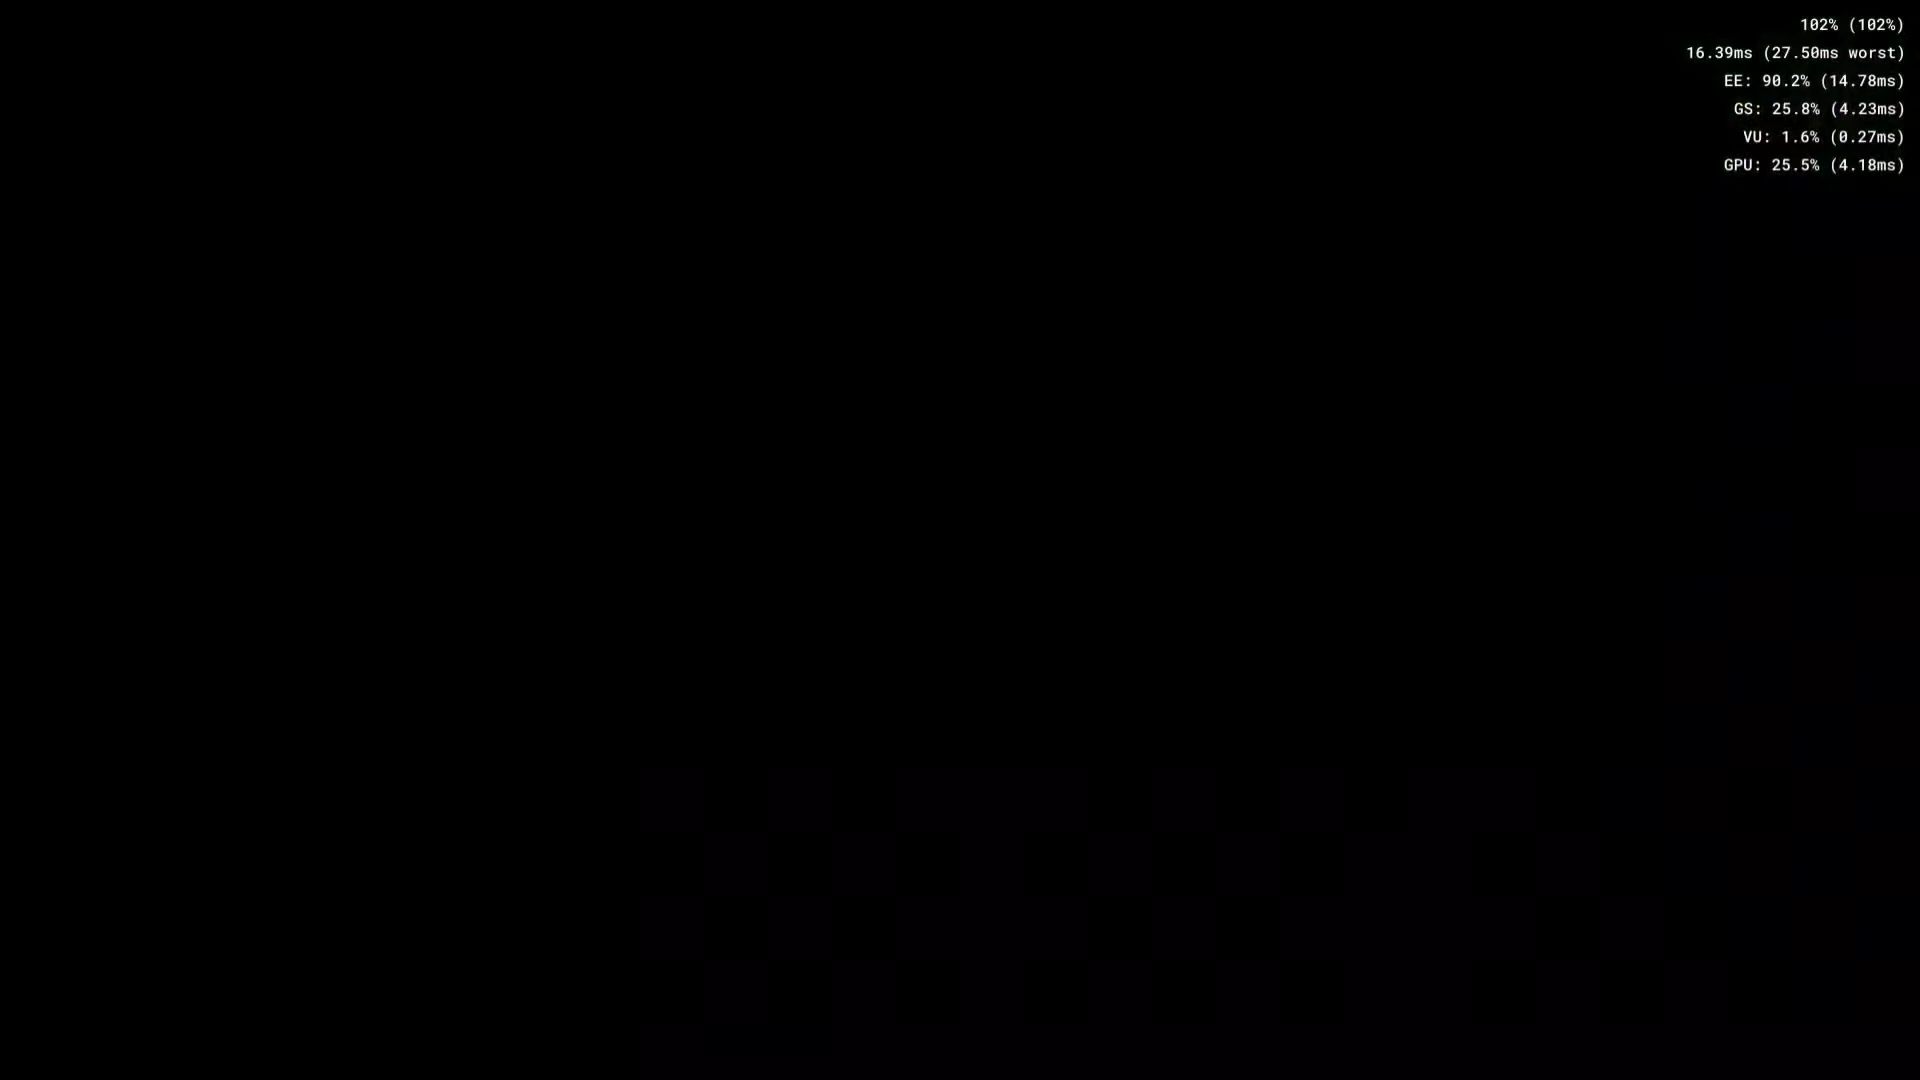 102% (102%)
16.39ms (27.50ms worst)
EE: 90.2% (14.78ms)
GS: 25.8% (4.23ms)
VU: 1.6% (0.27ms)
GPU: 25.5% (4.18ms)